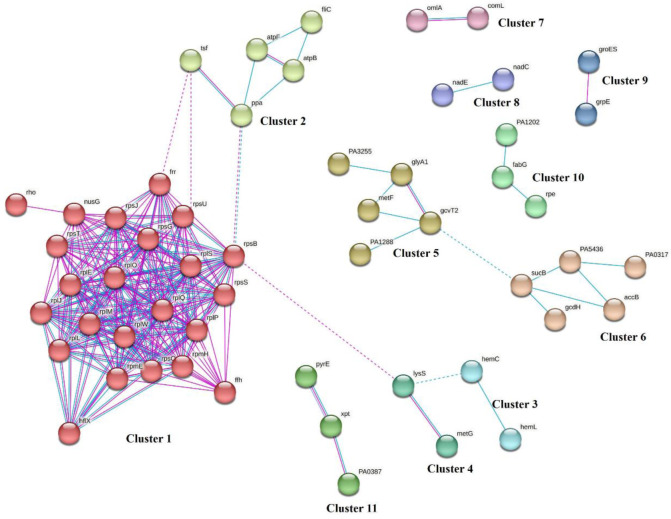 fliC
omlA
comL
Cluster 7
tsf
atpF
atpB
ppa
Cluster 2
nadC
nadE
Cluster 8
groES
Cluster 9
grpE
PA1202
fabG
Cluster 10
rpe
PA3255
glyA1
metF
gcvT2
PA1288
Cluster 5
frr
rho
nusG
rpsJ
rpsU
rpsT
rpsG
rpsB
rplE
rplO
rplS
rpsS
rplJ
rplM
rplQ
rplL
rplW
rplP
rpmE
rpsO
rpmH
ffh
hflX
Cluster 1
PA5436
PA0317
sucB
gcdH
accB
Cluster 6
pyrE
xpt
PA0387
Cluster 11
lysS
hemC
Cluster 3
metG
hemL
Cluster 4